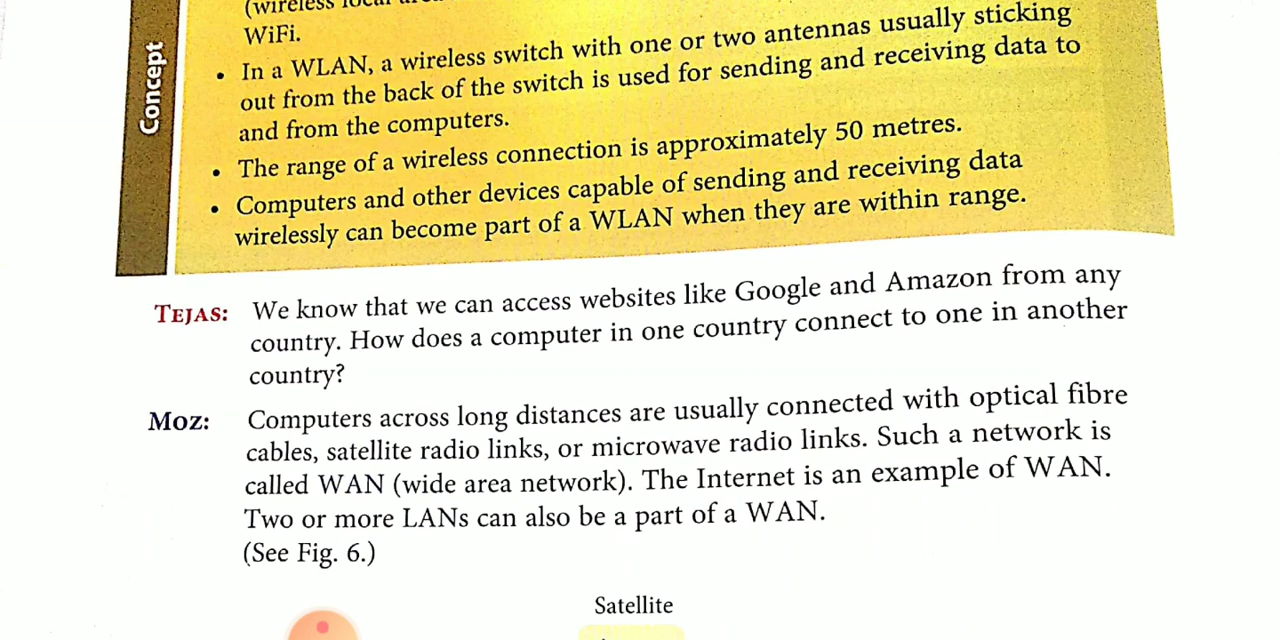 (wireless local
WiFi.
• In a WLAN, a wireless switch with one or two antennas usually sticking
out from the back of the switch is used for sending and receiving data to
and from the computers.
• The range of a wireless connection is approximately 50 metres.
• Computers and other devices capable of sending and receiving data
wirelessly can become part of a WLAN when they are within range.
Concept
TEJAS: We know that we can access websites like Google and Amazon from any
country. How does a computer in one country connect to one in another
country?
MOZ: Computers across long distances are usually connected with optical fibre
cables, satellite radio links, or microwave radio links. Such a network is
called WAN (wide area network). The Internet is an example of WAN.
Two or more LANs can also be a part of a WAN.
(See Fig. 6.)
Satellite